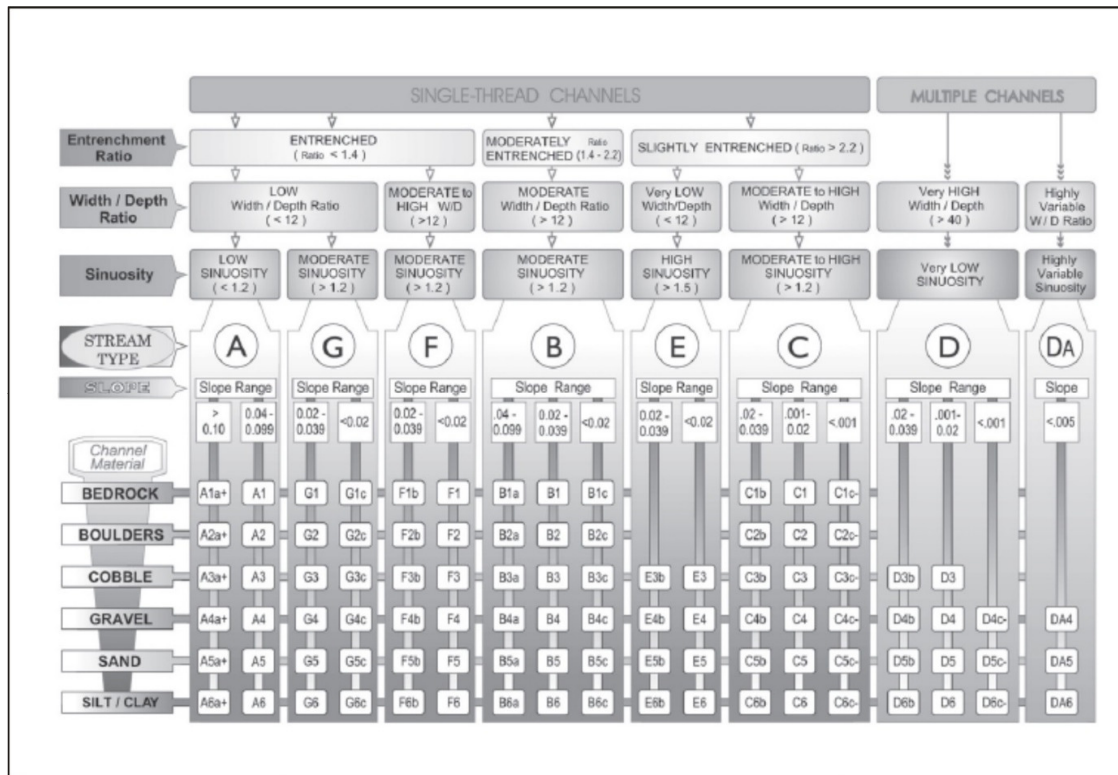 SINGLE-THREAD CHANNELS MULTIPLE CHANNELS
Entrenchment Ratio
ENTRENCHED
( Ratio < 1.4 )
MODERATELY Ratio
ENTRENCHED (1.4 - 2.2)
SLIGHTLY ENTRENCHED ( Ratio > 2.2 )
Width / Depth
Ratio
LOW
Width / Depth Ratio
( < 12 )
MODERATE to
HIGH W/D
( >12 )
MODERATE
Width / Depth Ratio
( > 12 )
Very LOW
Width/Depth
( < 12 )
MODERATE to HIGH
Width / Depth
( > 12 )
Very HIGH
Width / Depth
( > 40 )
Highly
Variable
W / D Ratio
Sinuosity
LOW
SINUOSITY
( < 1.2 )
MODERATE
SINUOSITY
( > 1.2 )
MODERATE
SINUOSITY
( > 1.2 )
MODERATE
SINUOSITY
( > 1.2 )
HIGH
SINUOSITY
( > 1.5 )
MODERATE to HIGH
SINUOSITY
( > 1.2 )
Very LOW
SINUOSITY
Highly
Variable
Sinuosity
STREAM
TYPE
A G F B E C D DA
SLOPE Slope Range Slope Range Slope Range Slope Range Slope Range Slope Range Slope Range Slope
> 0.10 0.04 - 0.099 0.02 - 0.039 <0.02 0.02 - 0.039 <0.02 .04 - 0.099 0.02 - 0.039 <0.02 0.02 - 0.039 <0.02 .02 - 0.039 .001- 0.02 <.001 .02 - 0.039 .001- 0.02 <.001 <.005
Channel
Material
BEDROCK A1a+ A1 G1 G1c F1b F1 B1a B1 B1c C1b C1 C1c-
BOULDERS A2a+ A2 G2 G2c F2b F2 B2a B2 B2c C2b C2 C2c-
COBBLE A3a+ A3 G3 G3c F3b F3 B3a B3 B3c E3b E3 C3b C3 C3c- D3b D3
GRAVEL A4a+ A4 G4 G4c F4b F4 B4a B4 B4c E4b E4 C4b C4 C4c- D4b D4 D4c- DA4
SAND A5a+ A5 G5 G5c F5b F5 B5a B5 B5c E5b E5 C5b C5 C5c- D5b D5 D5c- DA5
SILT / CLAY A6a+ A6 G6 G6c F6b F6 B6a B6 B6c E6b E6 C6b C6 C6c- D6b D6 D6c- DA6